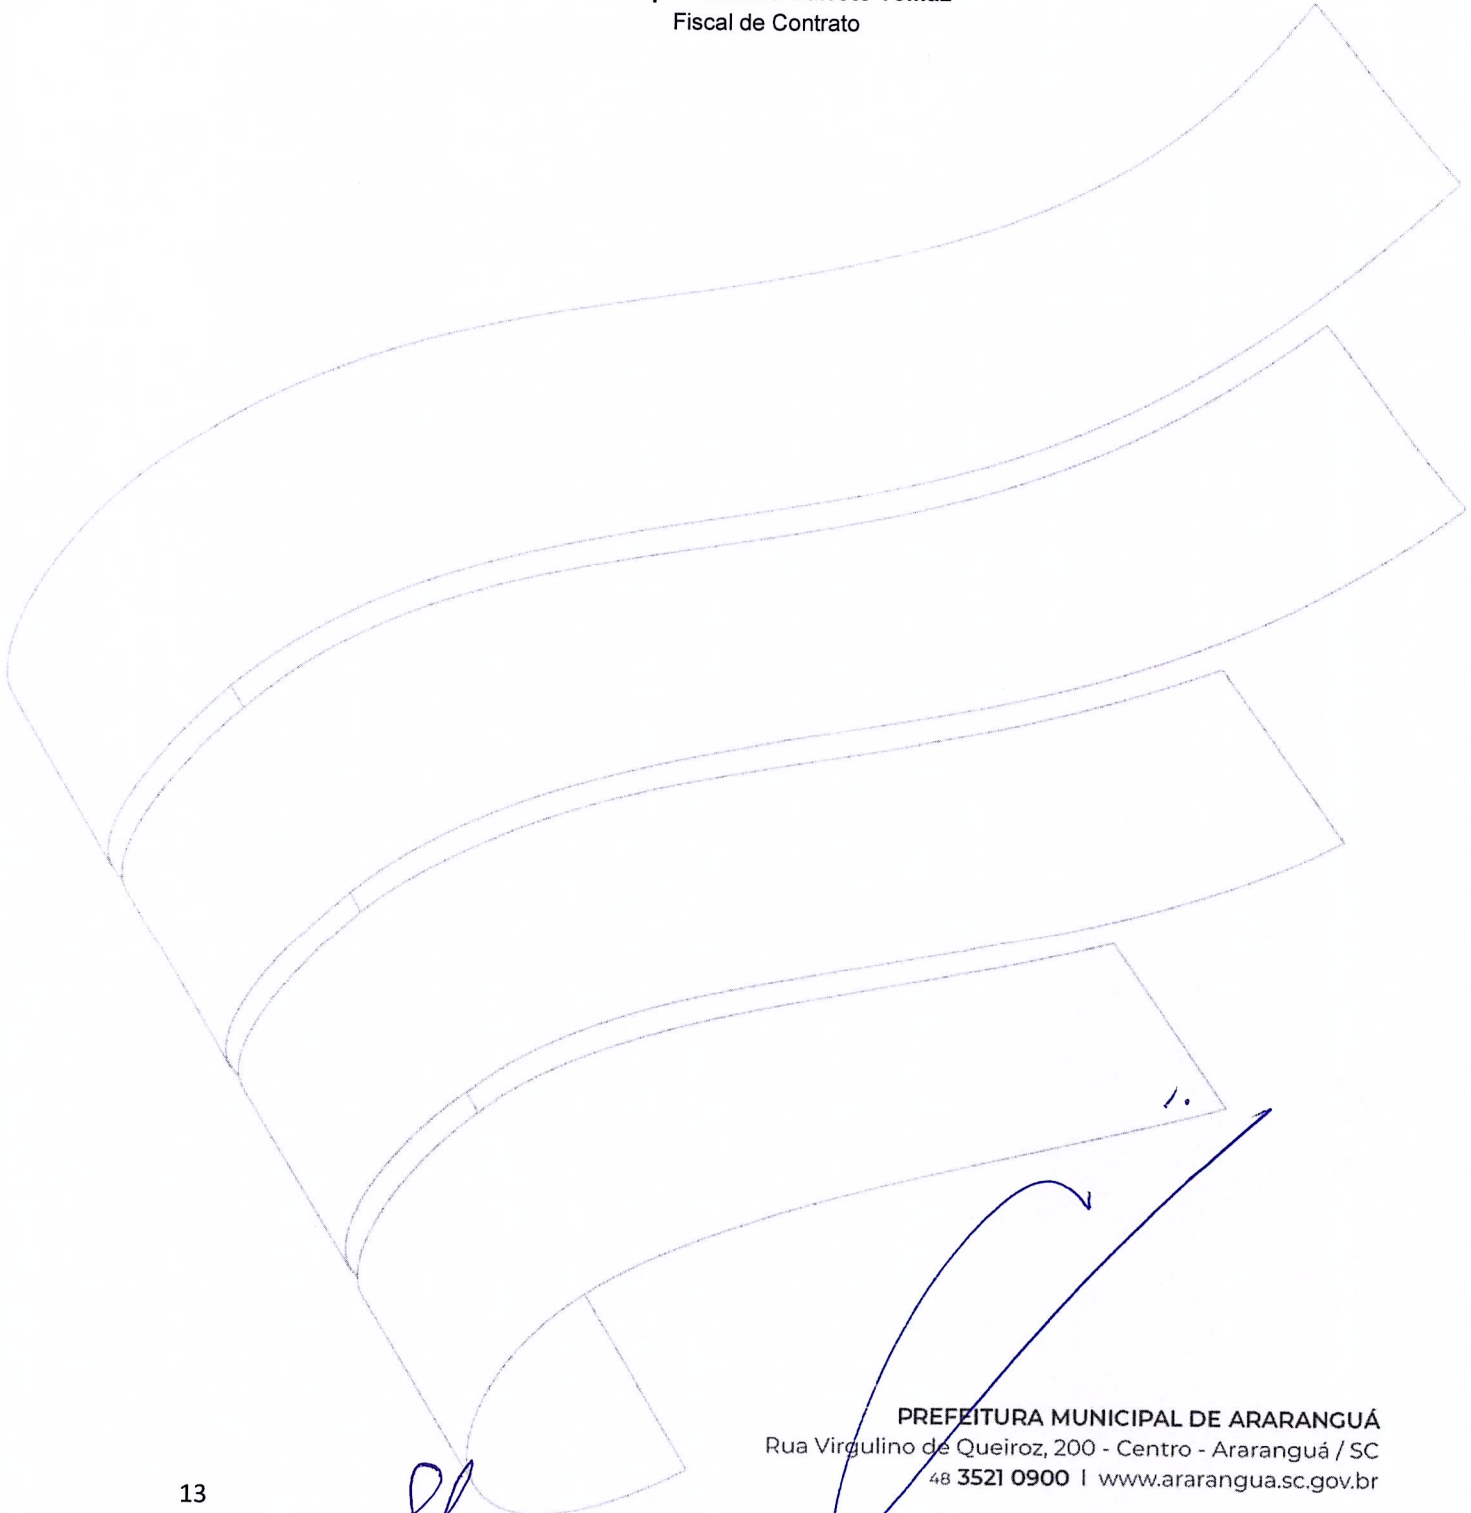 Fiscal de Contrato
PREFEITURA MUNICIPAL DE ARARANGUÁ
Rua Virgulino de Queiroz, 200 - Centro - Araranguá / SC
48 3521 0900 | www.ararangua.sc.gov.br
13